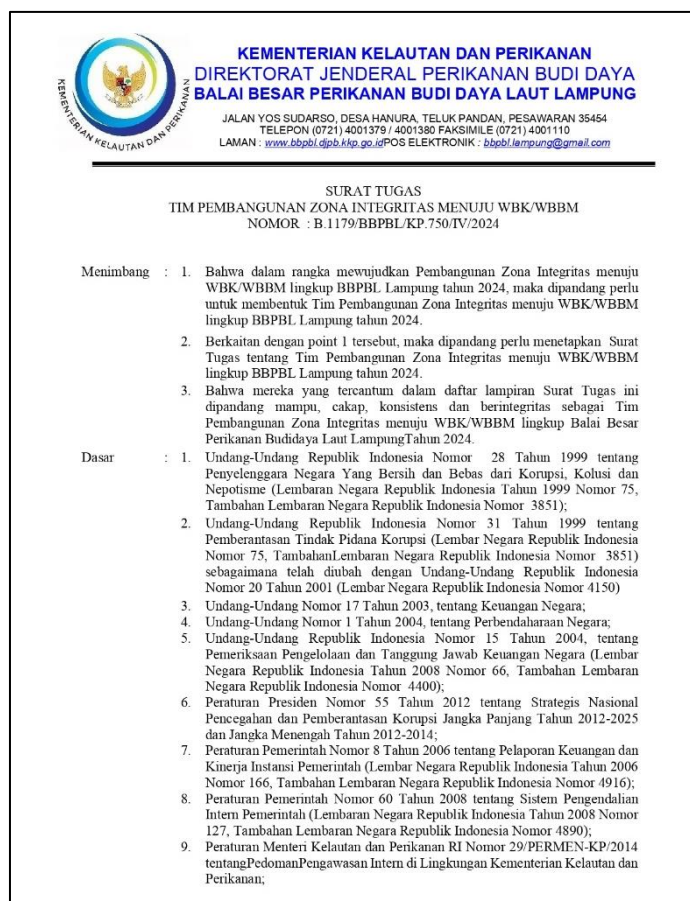 KEMENTERIAN KELAUTAN DAN PERIKANAN
KEMENTERIAN KELAUTAN DAN PERIKANAN
DIREKTORAT JENDERAL PERIKANAN BUDI DAYA
BALAI BESAR PERIKANAN BUDI DAYA LAUT LAMPUNG
JALAN YOS SUDARSO, DESA HANURA, TELUK PANDAN, PESAWARAN 35454
TELEPON (0721) 4001379 / 4001380 FAKSIMILE (0721) 4001110
LAMAN : www.bbpbl.djpb.kkp.go.idPOS ELEKTRONIK : bbpbl.lampung@gmail.com
SURAT TUGAS
TIM PEMBANGUNAN ZONA INTEGRITAS MENUJU WBK/WBBM
NOMOR : B.1179/BBPBL/KP.750/IV/2024
Menimbang : 1. Bahwa dalam rangka mewujudkan Pembangunan Zona Integritas menuju
WBK/WBBM lingkup BBPBL Lampung tahun 2024, maka dipandang perlu
untuk membentuk Tim Pembangunan Zona Integritas menuju WBK/WBBM
lingkup BBPBL Lampung tahun 2024.
2. Berkaitan dengan point 1 tersebut, maka dipandang perlu menetapkan Surat
Tugas tentang Tim Pembangunan Zona Integritas menuju WBK/WBBM
lingkup BBPBL Lampung tahun 2024.
3. Bahwa mereka yang tercantum dalam daftar lampiran Surat Tugas ini
dipandang mampu, cakap, konsistens dan berintegritas sebagai Tim
Pembangunan Zona Integritas menuju WBK/WBBM lingkup Balai Besar
Perikanan Budidaya Laut LampungTahun 2024.
Dasar : 1. Undang-Undang Republik Indonesia Nomor 28 Tahun 1999 tentang
Penyelenggara Negara Yang Bersih dan Bebas dari Korupsi, Kolusi dan
Nepotisme (Lembaran Negara Republik Indonesia Tahun 1999 Nomor 75,
Tambahan Lembaran Negara Republik Indonesia Nomor 3851);
2. Undang-Undang Republik Indonesia Nomor 31 Tahun 1999 tentang
Pemberantasan Tindak Pidana Korupsi (Lembar Negara Republik Indonesia
Nomor 75, TambahanLembaran Negara Republik Indonesia Nomor 3851)
sebagaimana telah diubah dengan Undang-Undang Republik Indonesia
Nomor 20 Tahun 2001 (Lembar Negara Republik Indonesia Nomor 4150)
3. Undang-Undang Nomor 17 Tahun 2003, tentang Keuangan Negara;
4. Undang-Undang Nomor 1 Tahun 2004, tentang Perbendaharaan Negara;
5. Undang-Undang Republik Indonesia Nomor 15 Tahun 2004, tentang
Pemeriksaan Pengelolaan dan Tanggung Jawab Keuangan Negara (Lembar
Negara Republik Indonesia Tahun 2008 Nomor 66, Tambahan Lembaran
Negara Republik Indonesia Nomor 4400);
6. Peraturan Presiden Nomor 55 Tahun 2012 tentang Strategis Nasional
Pencegahan dan Pemberantasan Korupsi Jangka Panjang Tahun 2012-2025
dan Jangka Menengah Tahun 2012-2014;
7. Peraturan Pemerintah Nomor 8 Tahun 2006 tentang Pelaporan Keuangan dan
Kinerja Instansi Pemerintah (Lembar Negara Republik Indonesia Tahun 2006
Nomor 166, Tambahan Lembaran Negara Republik Indonesia Nomor 4916);
8. Peraturan Pemerintah Nomor 60 Tahun 2008 tentang Sistem Pengendalian
Intern Pemerintah (Lembaran Negara Republik Indonesia Tahun 2008 Nomor
127, Tambahan Lembaran Negara Republik Indonesia Nomor 4890);
9. Peraturan Menteri Kelautan dan Perikanan RI Nomor 29/PERMEN-KP/2014
tentangPedomanPengawasan Intern di Lingkungan Kementerian Kelautan dan
Perikanan;